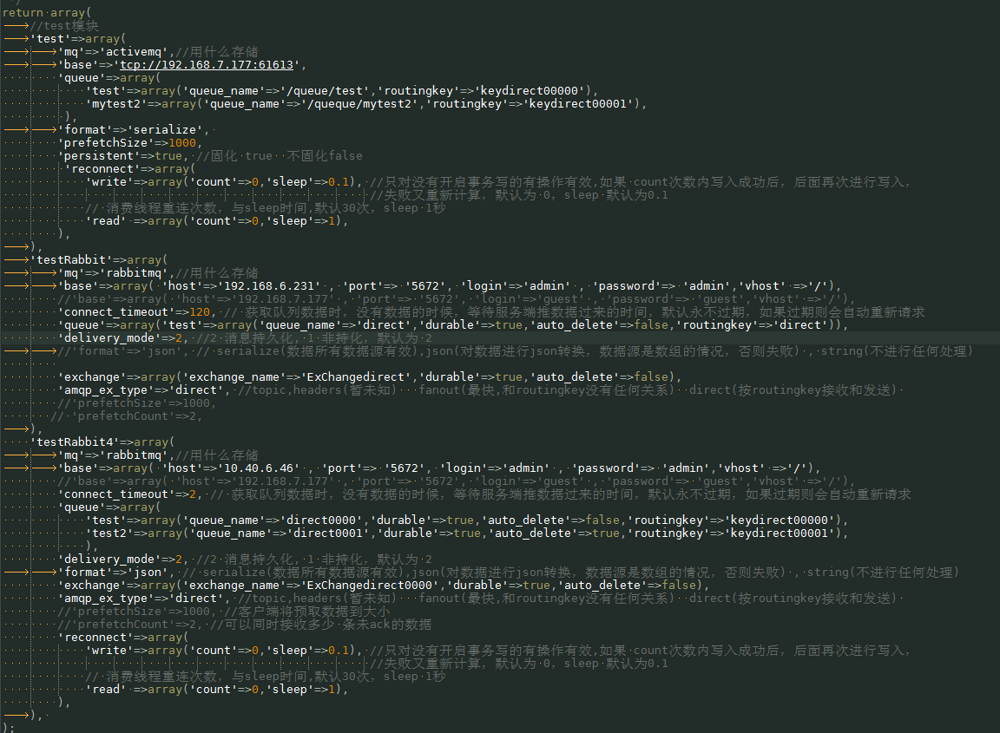 return array(
//test模块
'test'=>array(
'mq'=>'activemq',//用什么存储
'base'=>'tcp://192.168.7.177:61613',
'queue'=>array(
'test'=>array('queue_name'=>'/queue/test','routingkey'=>'keydirect00000'),
'mytest2'=>array('queue_name'=>'/queque/mytest2','routingkey'=>'keydirect00001'),
),
'format'=>'serialize',
'prefetchSize'=>1000,
'persistent'=>true, //固化 true  不固化false
'reconnect'=>array(
'write'=>array('count'=>0,'sleep'=>0.1), //只对没有开启事务写的有操作有效,如果 count次数内写入成功后，后面再次进行写入，
//失败又重新计算，默认为 0，sleep 默认为0.1
// 消费线程重连次数，与sleep时间,默认30次，sleep 1秒
'read' =>array('count'=>0,'sleep'=>1),
),
),
'testRabbit'=>array(
'mq'=>'rabbitmq',//用什么存储
'base'=>array( 'host'=>'192.168.6.231' , 'port'=> '5672', 'login'=>'admin' , 'password'=> 'admin','vhost' =>'/'),
//'base'=>array( 'host'=>'192.168.7.177' , 'port'=> '5672', 'login'=>'guest' , 'password'=> 'guest','vhost' =>'/'),
'connect_timeout'=>120, // 获取队列数据时，没有数据的时候，等待服务端推数据过来的时间，默认永不过期，如果过期则会自动重新请求
'queue'=>array('test'=>array('queue_name'=>'direct','durable'=>true,'auto_delete'=>false,'routingkey'=>'direct')),
'delivery_mode'=>2, //2 消息持久化，1 非持化，默认为 2
//'format'=>'json', // serialize(数据所有数据源有效),json(对数据进行json转换，数据源是数组的情况，否则失败) , string(不进行任何处理)
'exchange'=>array('exchange_name'=>'ExChangedirect','durable'=>true,'auto_delete'=>false),
'amqp_ex_type'=>'direct', //topic,headers(暂未知)  fanout(最快,和routingkey没有任何关系)  direct(按routingkey接收和发送)
//'prefetchSize'=>1000,
// 'prefetchCount'=>2,
),
'testRabbit4'=>array(
'mq'=>'rabbitmq',//用什么存储
'base'=>array( 'host'=>'10.40.6.46' , 'port'=> '5672', 'login'=>'admin' , 'password'=> 'admin','vhost' =>'/'),
//'base'=>array( 'host'=>'192.168.7.177' , 'port'=> '5672', 'login'=>'guest' , 'password'=> 'guest','vhost' =>'/'),
'connect_timeout'=>2, // 获取队列数据时，没有数据的时候，等待服务端推数据过来的时间，默认永不过期，如果过期则会自动重新请求
'queue'=>array(
'test'=>array('queue_name'=>'direct0000','durable'=>true,'auto_delete'=>false,'routingkey'=>'keydirect00000'),
'test2'=>array('queue_name'=>'direct0001','durable'=>true,'auto_delete'=>true,'routingkey'=>'keydirect00001'),
),
'delivery_mode'=>2, //2 消息持久化，1 非持化，默认为 2
'format'=>'json', // serialize(数据所有数据源有效),json(对数据进行json转换，数据源是数组的情况，否则失败) , string(不进行任何处理)
'exchange'=>array('exchange_name'=>'ExChangedirect0000','durable'=>true,'auto_delete'=>false),
'amqp_ex_type'=>'direct', //topic,headers(暂未知)  fanout(最快,和routingkey没有任何关系)  direct(按routingkey接收和发送)
//'prefetchSize'=>1000, //客户端将预取数据到大小
//'prefetchCount'=>2, //可以同时接收多少 条未ack的数据
'reconnect'=>array(
'write'=>array('count'=>0,'sleep'=>0.1), //只对没有开启事务写的有操作有效,如果 count次数内写入成功后，后面再次进行写入，
//失败又重新计算，默认为 0，sleep 默认为0.1
// 消费线程重连次数，与sleep时间,默认30次，sleep 1秒
'read' =>array('count'=>0,'sleep'=>1),
),
),
);